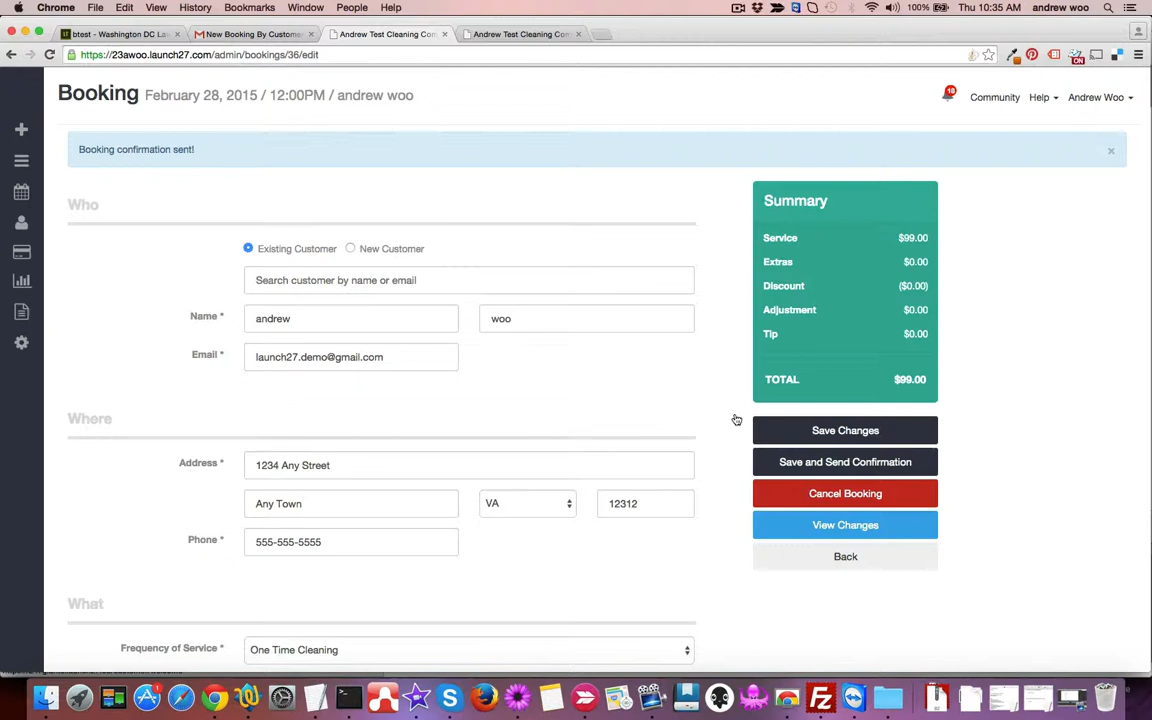 Chrome File Edit View History Bookmarks Window People Help 100% Thu 10:35 AM andrew woo
btest - Washington DC La New Booking By Custome Andrew Test Cleaning Com Andrew Test Cleaning Com
https://23awoo.launch27.com/admin/bookings/36/edit
Booking February 28, 2015 / 12:00PM / andrew woo
18 Community Help Andrew Woo
Booking confirmation sent! ×
Who
Existing Customer New Customer
Search customer by name or email
Name * andrew woo
Email * launch27.demo@gmail.com
Where
Address * 1234 Any Street
Any Town VA 12312
Phone * 555-555-5555
What
Frequency of Service * One Time Cleaning
Summary
Service $99.00
Extras $0.00
Discount ($0.00)
Adjustment $0.00
Tip $0.00
TOTAL $99.00
Save Changes
Save and Send Confirmation
Cancel Booking
View Changes
Back